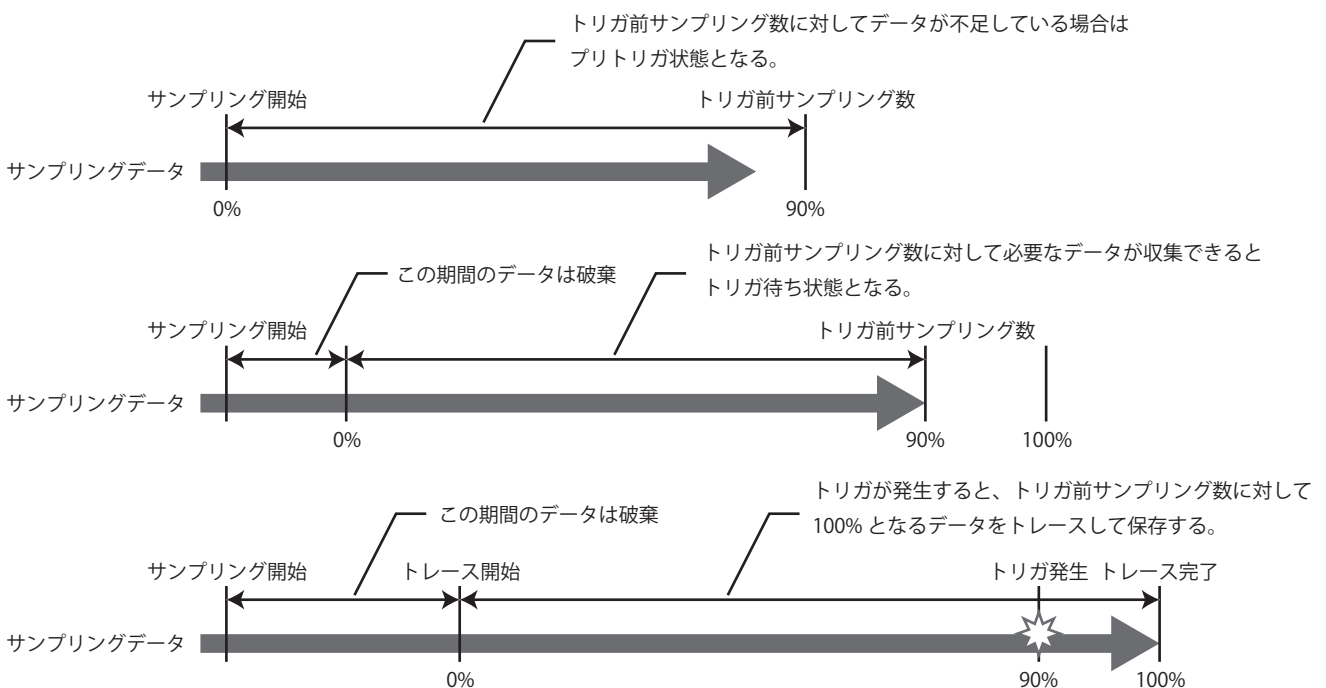 トリガ前サンプリング数に対してデータが不足している場合は
プリトリガ状態となる。
サンプリング開始
トリガ前サンプリング数
サンプリングデータ
0%
90%
トリガ前サンプリング数に対して必要なデータが収集できると
トリガ待ち状態となる。
この期間のデータは破棄
サンプリング開始
トリガ前サンプリング数
サンプリングデータ
0%
90%
100%
トリガが発生すると、トリガ前サンプリング数に対して
100% となるデータをトレースして保存する。
この期間のデータは破棄
サンプリング開始
トレース開始
トリガ発生
トレース完了
サンプリングデータ
0%
90%
100%